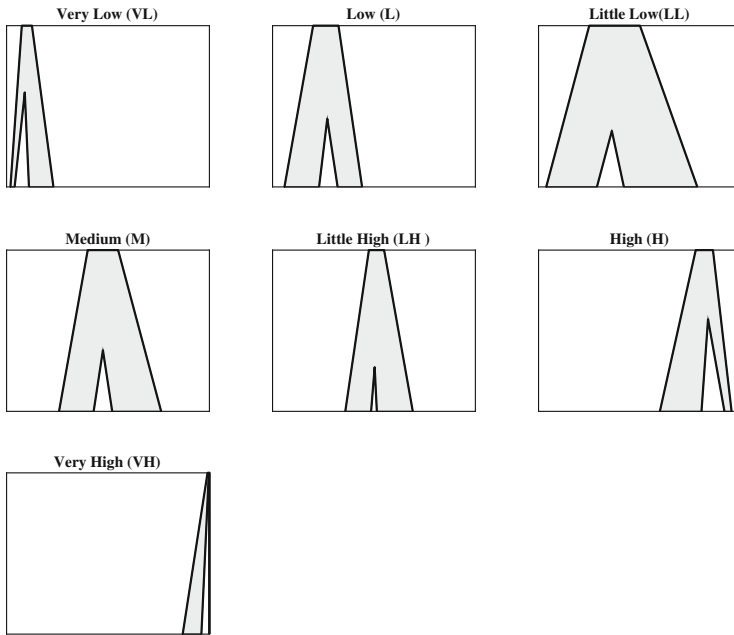 Very Low (VL)
Low (L)
Little Low(LL)
Medium (M)
Little High (LH )
High (H)
Very High (VH)